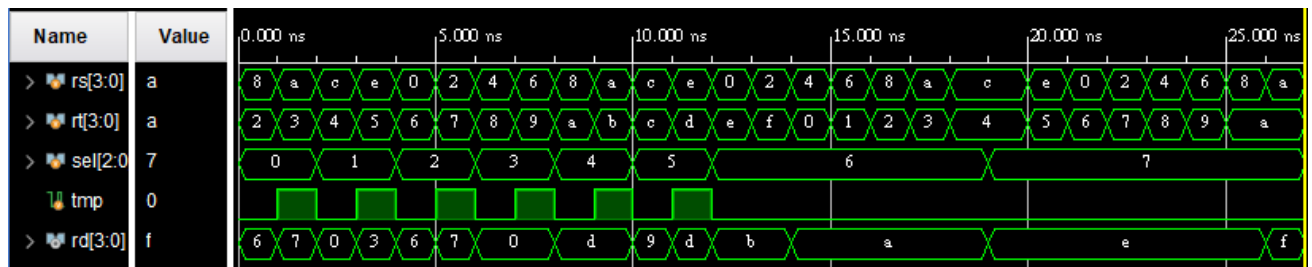 Name Value 0.000 ns 5.000 ns 10.000 ns 15.000 ns 20.000 ns 25.000 ns
> rs[3:0] a 8 a c e 0 2 4 6 8 a c e 0 2 4 6 8 a c e 0 2 4 6 8 a
> rt[3:0] a 2 3 4 5 6 7 8 9 a b c d e f 0 1 2 3 4 5 6 7 8 9 a
> sel[2:0 7 0 1 2 3 4 5 6 7
tmp 0
> rd[3:0] f 6 7 0 3 6 7 0 d 9 d b a e f